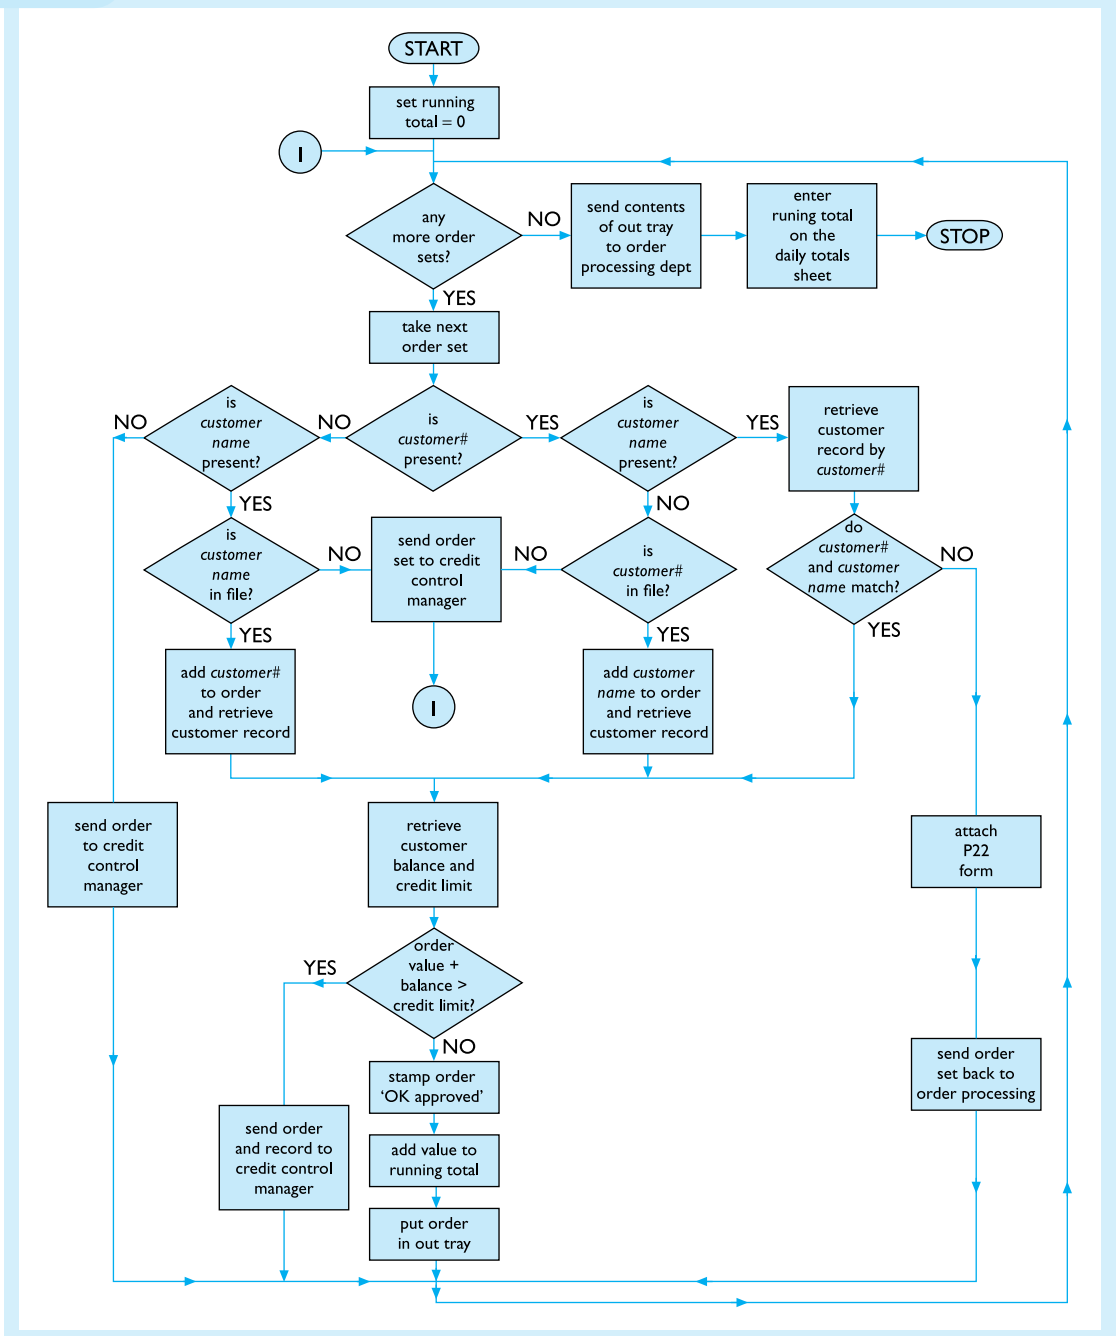 START
set running
total = 0
I
any
more order
sets?
NO
send contents
of out tray
to order
processing dept
enter
runing total
on the
daily totals
sheet
STOP
YES
take next
order set
is
customer#
present?
NO
is
customer
name
present?
NO
YES
is
customer
name
present?
YES
retrieve
customer
record by
customer#
YES
is
customer
name
in file?
NO
send order
set to credit
control
manager
NO
NO
is
customer#
in file?
do
customer#
and customer
name match?
NO
YES
YES
YES
add customer#
to order
and retrieve
customer record
I
add customer
name to order
and retrieve
customer record
send order
to credit
control
manager
retrieve
customer
balance and
credit limit
attach
P22
form
order
value +
balance >
credit limit?
YES
NO
stamp order
‘OK approved’
send order
set back to
order processing
send order
and record to
credit control
manager
add value to
running total
put order
in out tray